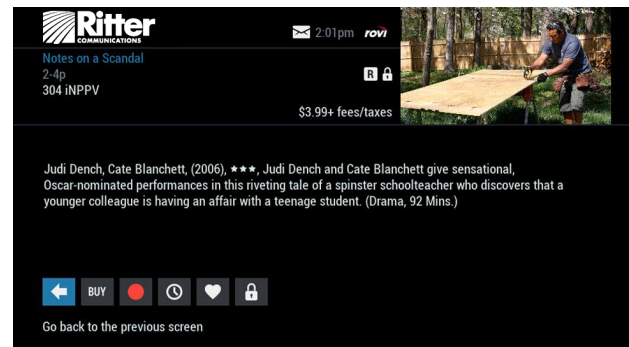 Ritter
COMMUNICATIONS
2:01pm rovi
Notes on a Scandal
2-4p
R
304 iNPPV
$3.99+ fees/taxes
Judi Dench, Cate Blanchett, (2006), ★★★, Judi Dench and Cate Blanchett give sensational,
Oscar-nominated performances in this riveting tale of a spinster schoolteacher who discovers that a
younger colleague is having an affair with a teenage student. (Drama, 92 Mins.)
BUY
Go back to the previous screen